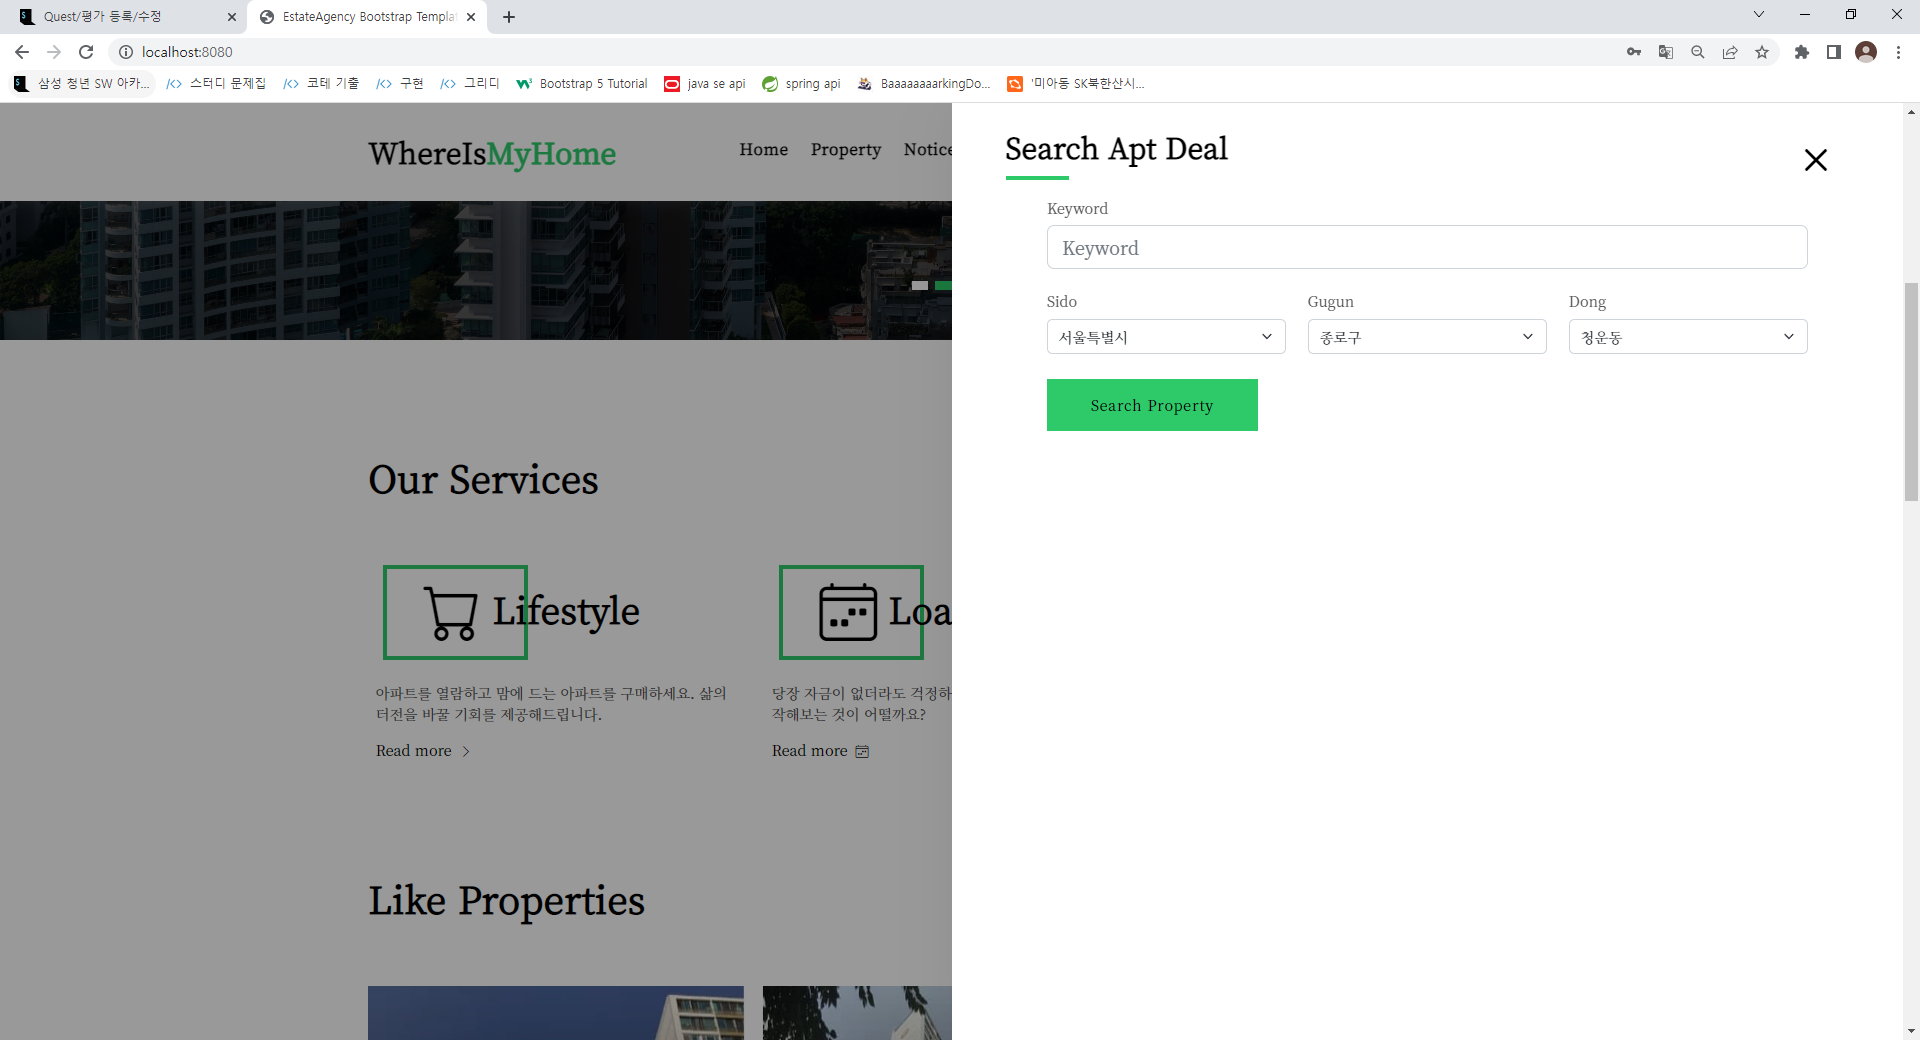 Quest/평가 등록/수정
EstateAgency Bootstrap Templa
localhost:8080
삼성 청년 SW 아카...
스터디 문제집
코테 기출
구현
그리디
Bootstrap 5 Tutorial
java se api
spring api
BaaaaaaaarkingDo...
'미아동 SK북한산시...
WhereIsMyHome
Home
Property
Notice
Search Apt Deal
Keyword
Keyword
Sido
Gugun
Dong
서울특별시
종로구
청운동
Search Property
Our Services
Lifestyle
Loa
아파트를 열람하고 맘에 드는 아파트를 구매하세요. 삶의
터전을 바꿀 기회를 제공해드립니다.
Read more
당장 자금이 없더라도 걱정하
작해보는 것이 어떨까요?
Read more
Like Properties